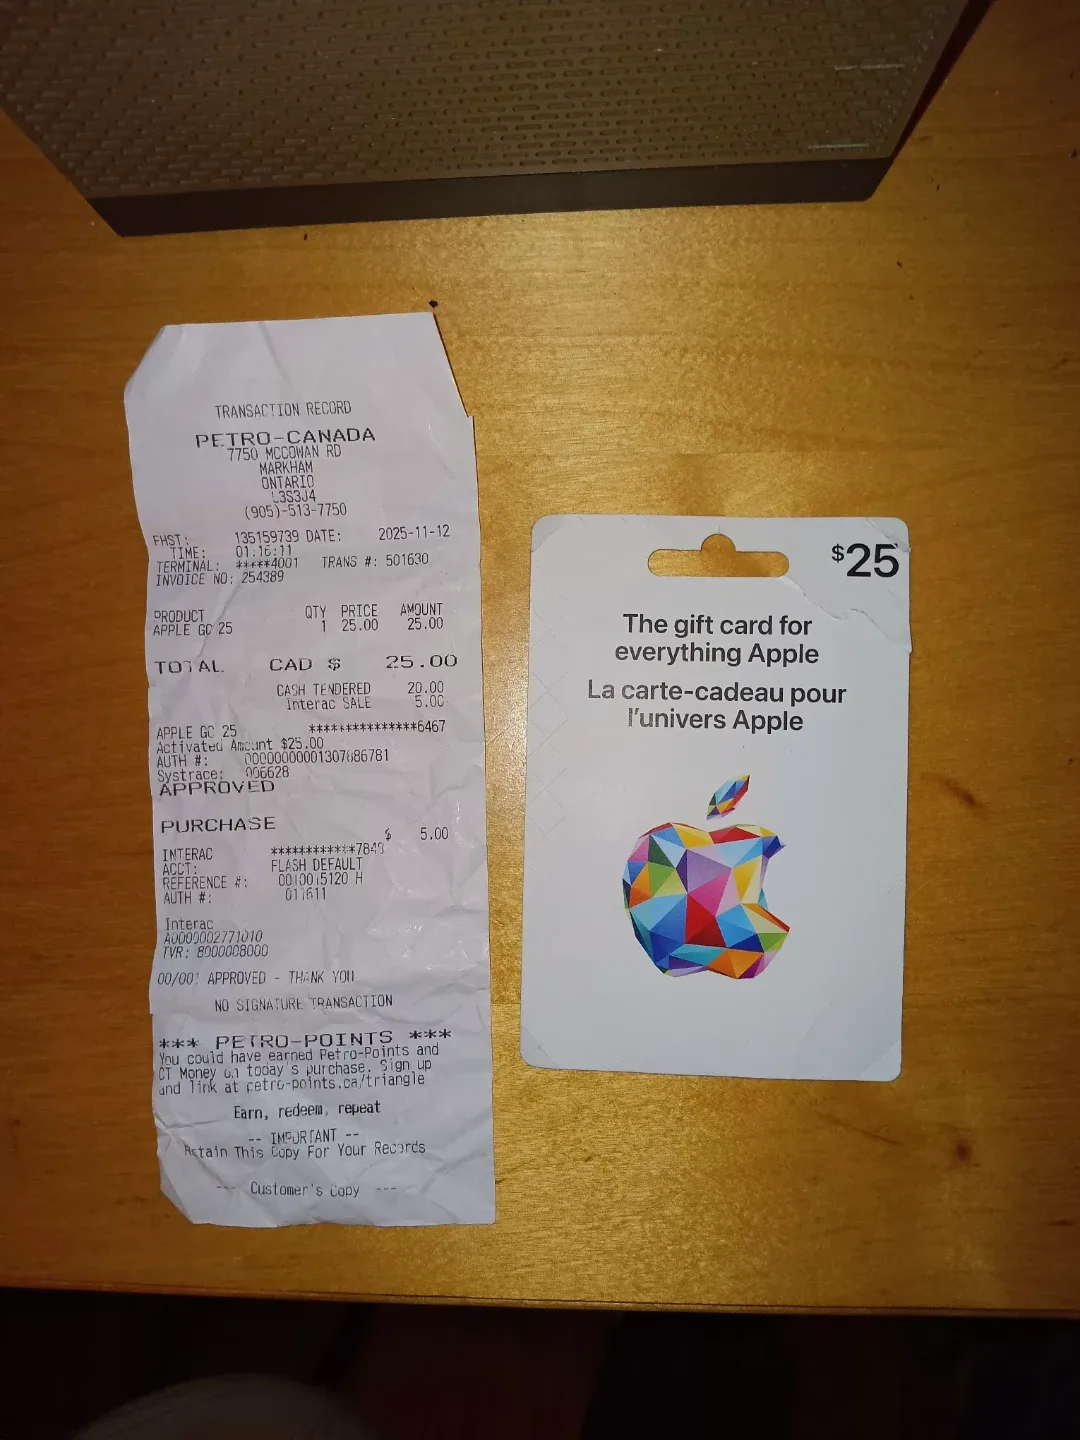 TRANSACTION RECORD
PETRO-CANADA
7750 MCCOWAN RD
MARKHAM
ONTARIO
L3S3J4
(905)-513-7750
FHST: 135159739 DATE: 2025-11-12
TIME: 01:16:11
TERMINAL: *****4001 TRANS #: 501630
INVOICE NO: 254389
PRODUCT QTY PRICE AMOUNT
APPLE GC 25 1 25.00 25.00
TOTAL CAD $ 25.00
CASH TENDERED 20.00
Interac SALE 5.00
APPLE GC 25 ***************6467
Activated Amount $25.00
AUTH #: 00000000001307886781
Systrace: 006628
APPROVED
PURCHASE
$ 5.00
INTERAC ************7849
ACCT: FLASH DEFAULT
REFERENCE #: 0010015120 H
AUTH #: 011611
Interac
A0000002771010
TVR: 8000008000
00/001 APPROVED - THANK YOU
NO SIGNATURE TRANSACTION
*** PETRO-POINTS ***
You could have earned Petro-Points and
CT Money on today's purchase. Sign up
and link at petro-points.ca/triangle
Earn, redeem, repeat
-- IMPORTANT --
Retain This Copy For Your Records
--- Customer's Copy ---
$25
The gift card for
everything Apple
La carte-cadeau pour
l'univers Apple